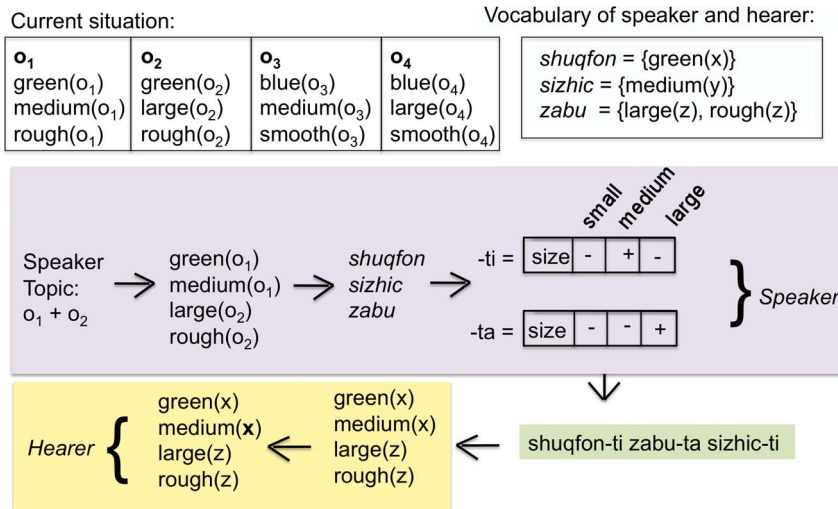 Current situation:
Vocabulary of speaker and hearer:
o1 o2 o3 o4
green(o1) green(o2) blue(o3) blue(o4)
medium(o1) large(o2) medium(o3) large(o4)
rough(o1) rough(o2) smooth(o3) smooth(o4)
shuqfon = {green(x)}
sizhic = {medium(y)}
zabu = {large(z), rough(z)}
small medium large
Speaker
Topic:
o1 + o2
green(o1)
medium(o1)
large(o2)
rough(o2)
shuqfon
sizhic
zabu
-ti = size - + -
-ta = size - - +
} Speaker
Hearer {
green(x)
medium(x)
large(z)
rough(z)
green(x)
medium(x)
large(z)
rough(z)
shuqfon-ti zabu-ta sizhic-ti